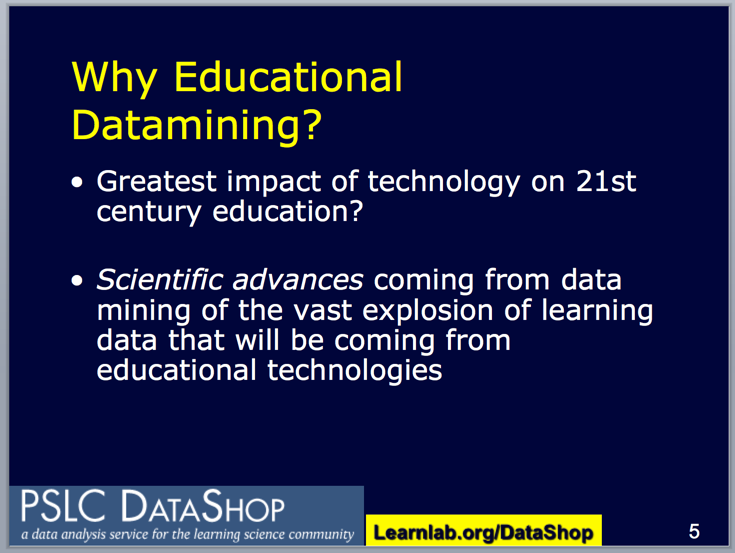 Why Educational
Datamining?
• Greatest impact of technology on 21st
century education?
• Scientific advances coming from data
mining of the vast explosion of learning
data that will be coming from
educational technologies
PSLC DATASHOP
a data analysis service for the learning science community
Learnlab.org/DataShop
5